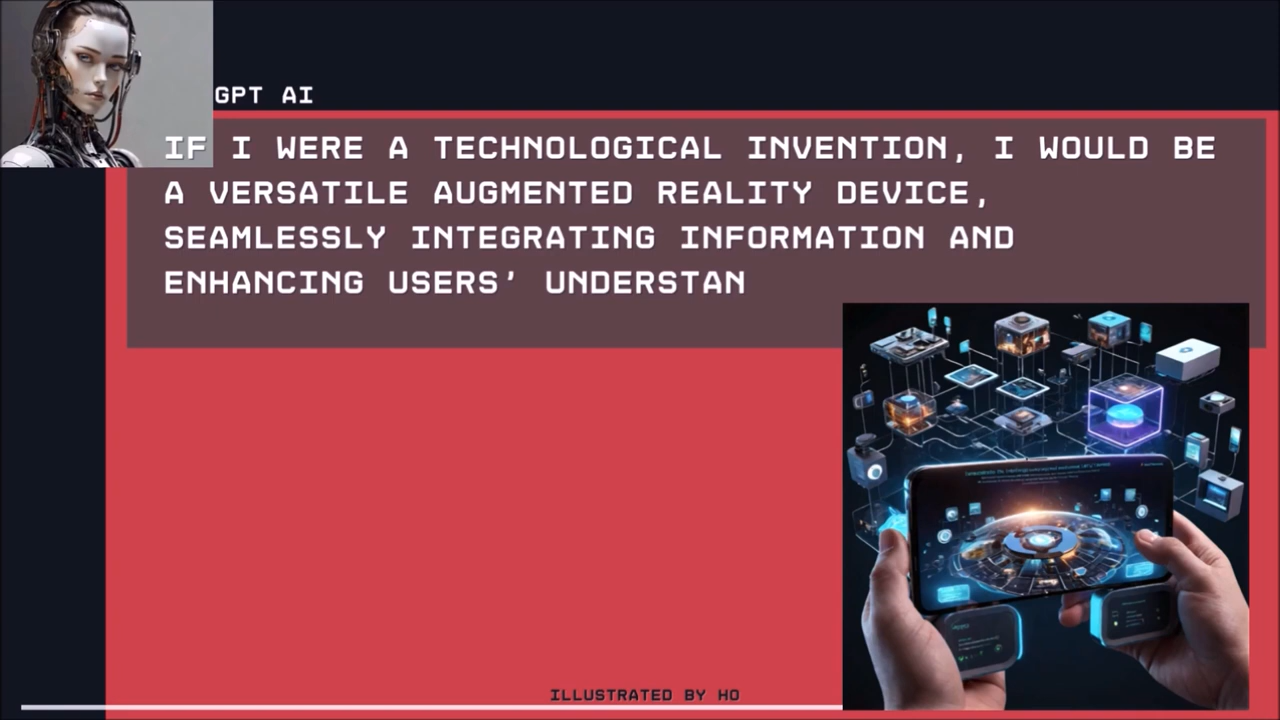 GPT AI
IF I WERE A TECHNOLOGICAL INVENTION, I WOULD BE
A VERSATILE AUGMENTED REALITY DEVICE,
SEAMLESSLY INTEGRATING INFORMATION AND
ENHANCING USERS' UNDERSTAN
ILLUSTRATED BY HO